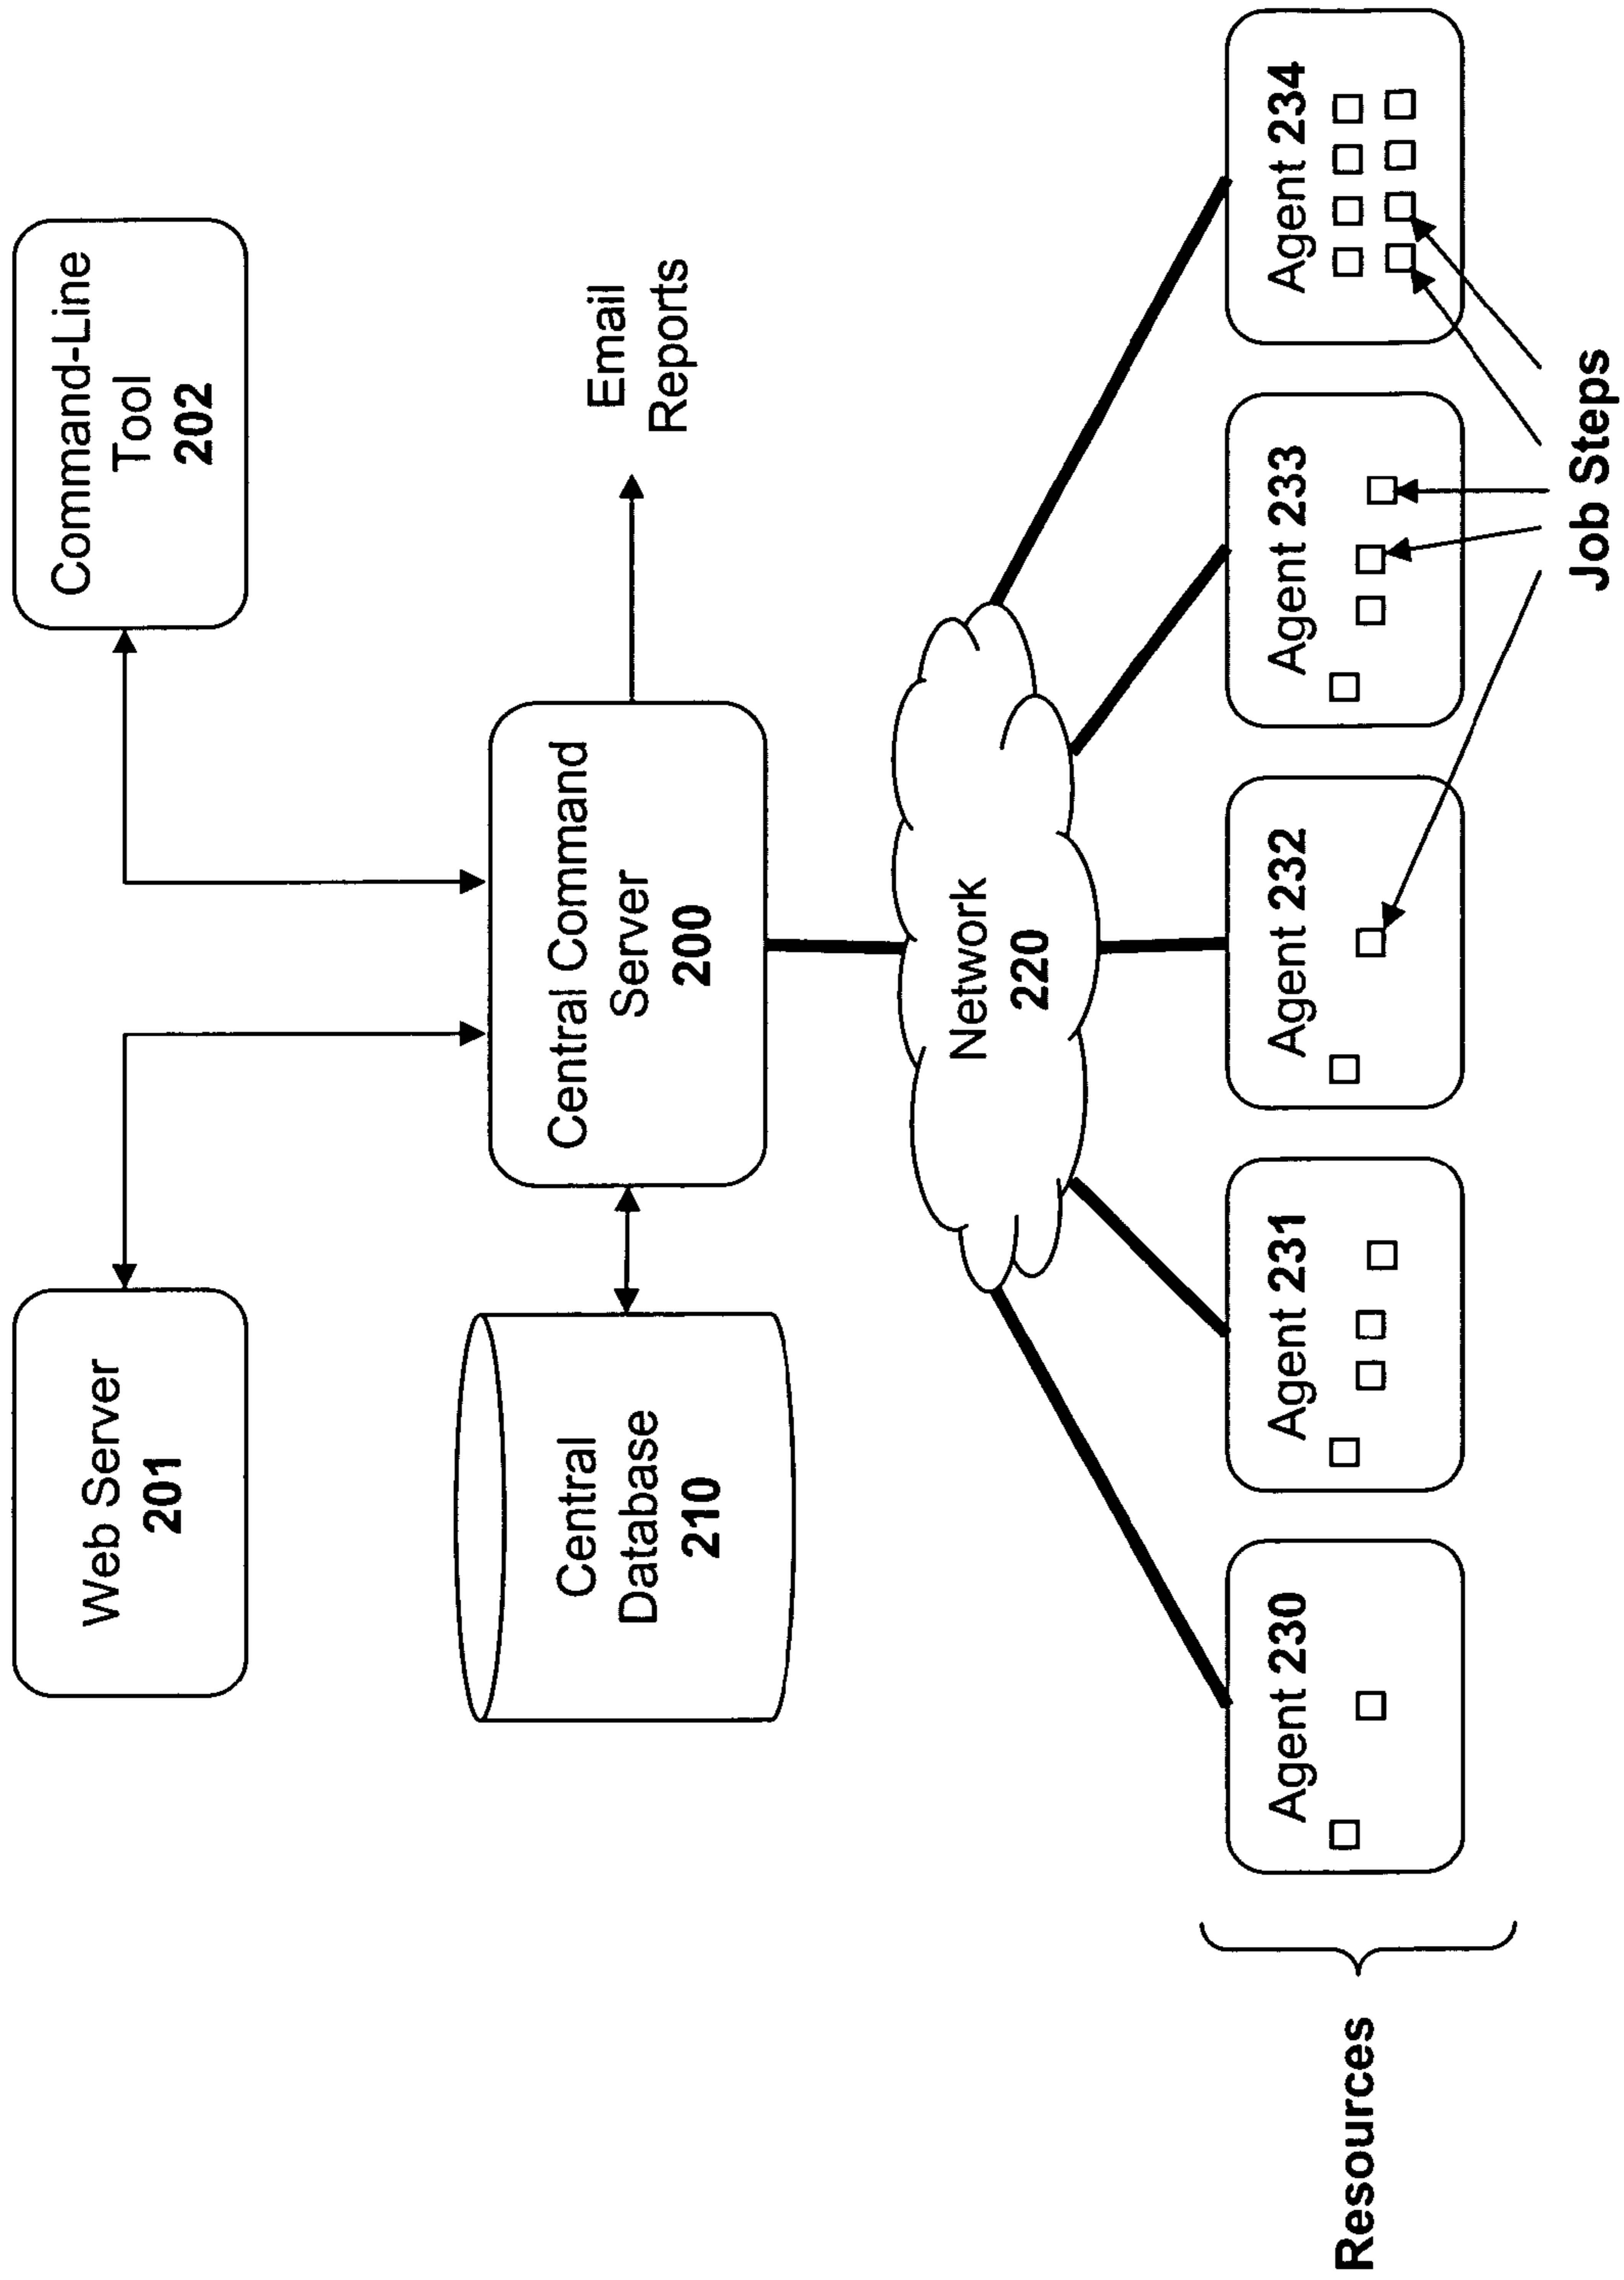 Web Server
201
Command-Line
Tool
202
Central
Database
210
Central Command
Server
200
Email
Reports
Network
220
Resources
Agent 230
Agent 231
Agent 232
Agent 233
Agent 234
Job Steps